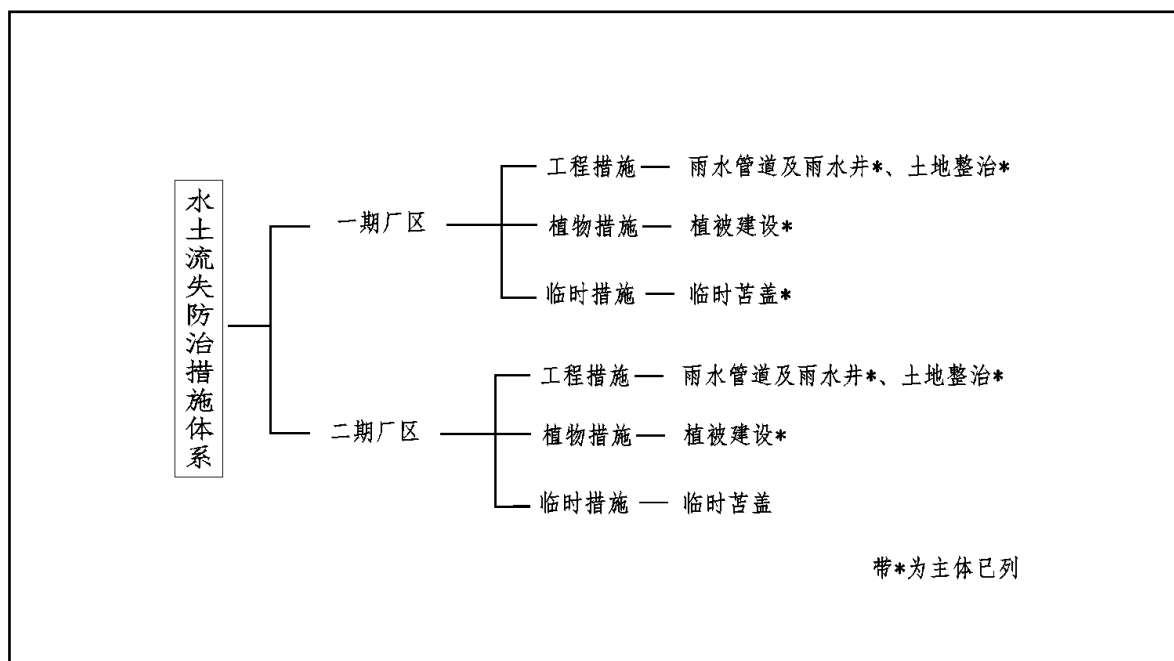 水土流失防治措施体系
一期厂区
工程措施 — 雨水管道及雨水井*、土地整治*
植物措施 — 植被建设*
临时措施 — 临时苫盖*
二期厂区
工程措施 — 雨水管道及雨水井*、土地整治*
植物措施 — 植被建设*
临时措施 — 临时苫盖
带*为主体已列